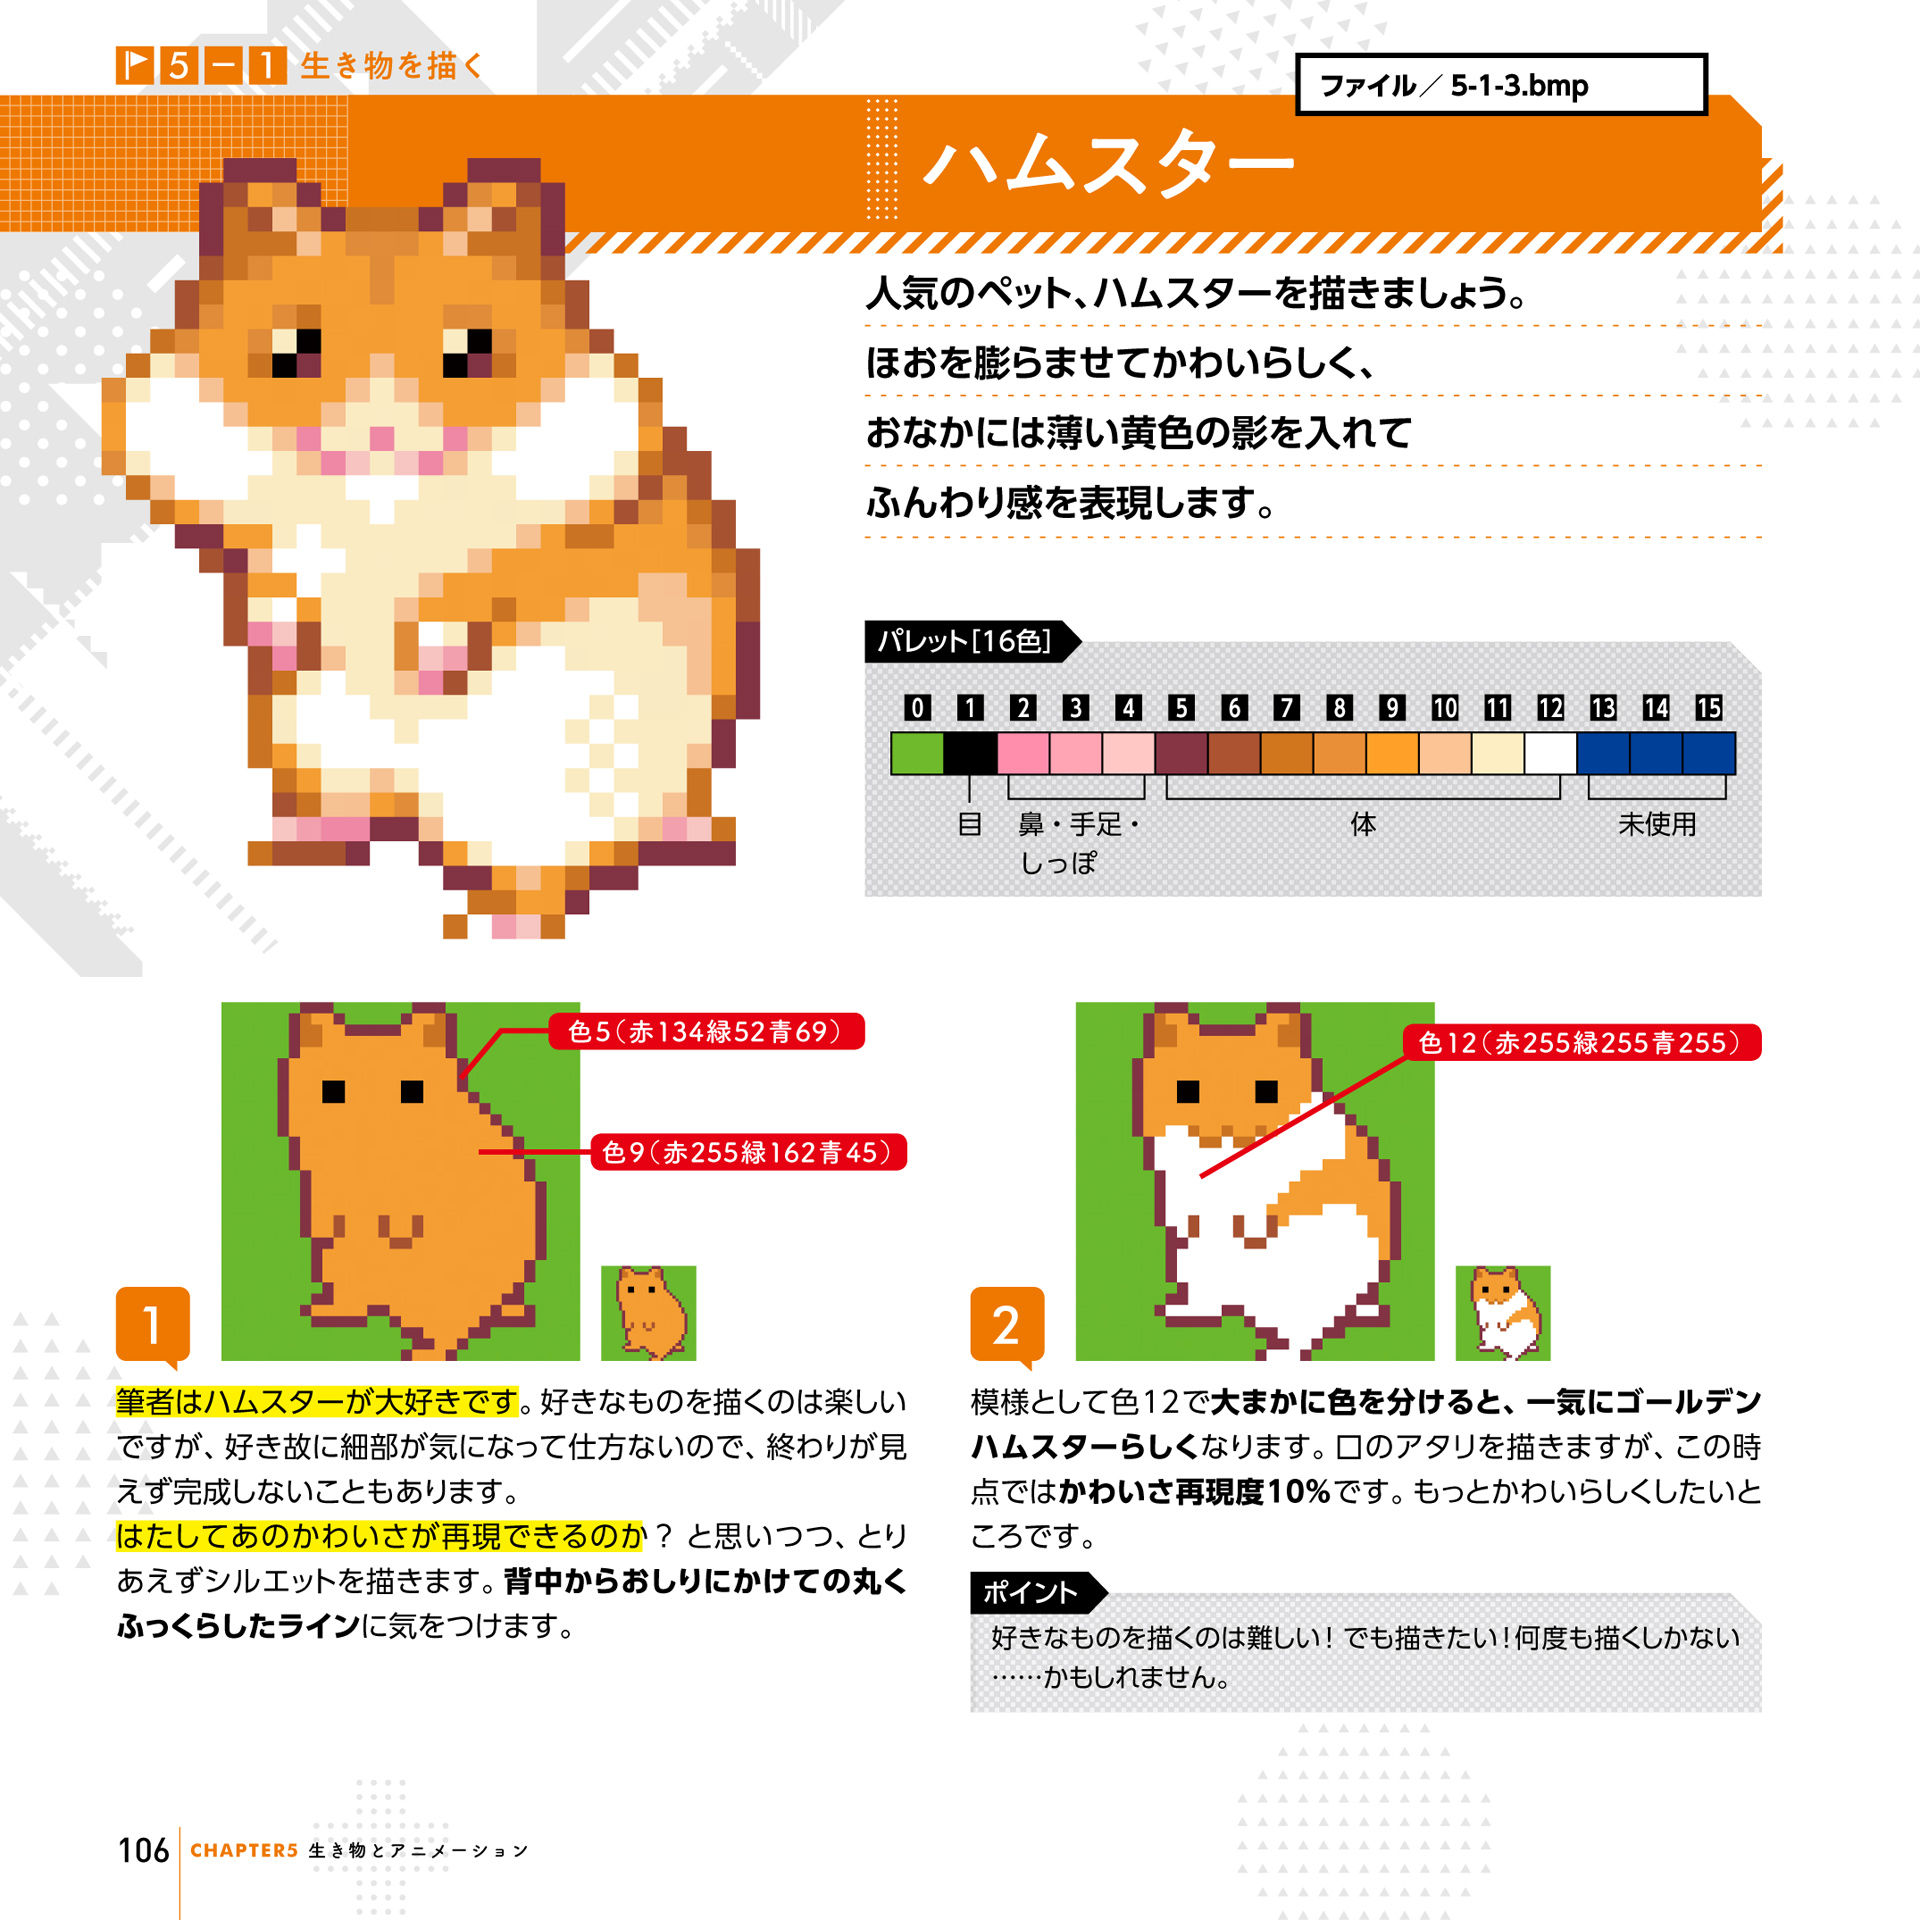 5-1 生き物を描く
ファイル／5-1-3.bmp
ハムスター
人気のペット、ハムスターを描きましょう。
ほおを膨らませてかわいらしく、
おなかには薄い黄色の影を入れて
ふんわり感を表現します。
パレット[16色]
0 1 2 3 4 5 6 7 8 9 10 11 12 13 14 15
目 鼻・手足・ 体 未使用
しっぽ
色5（赤134緑52青69）
色9（赤255緑162青45）
1
筆者はハムスターが大好きです。好きなものを描くのは楽しい
ですが、好き故に細部が気になって仕方ないので、終わりが見
えず完成しないこともあります。
はたしてあのかわいさが再現できるのか？ と思いつつ、とり
あえずシルエットを描きます。背中からおしりにかけての丸く
ふっくらしたラインに気をつけます。
色12（赤255緑255青255）
2
模様として色12で大まかに色を分けると、一気にゴールデン
ハムスターらしくなります。口のアタリを描きますが、この時
点ではかわいさ再現度10%です。もっとかわいらしくしたいと
ころです。
ポイント
好きなものを描くのは難しい！でも描きたい！何度も描くしかない
……かもしれません。
106 CHAPTER5 生き物とアニメーション